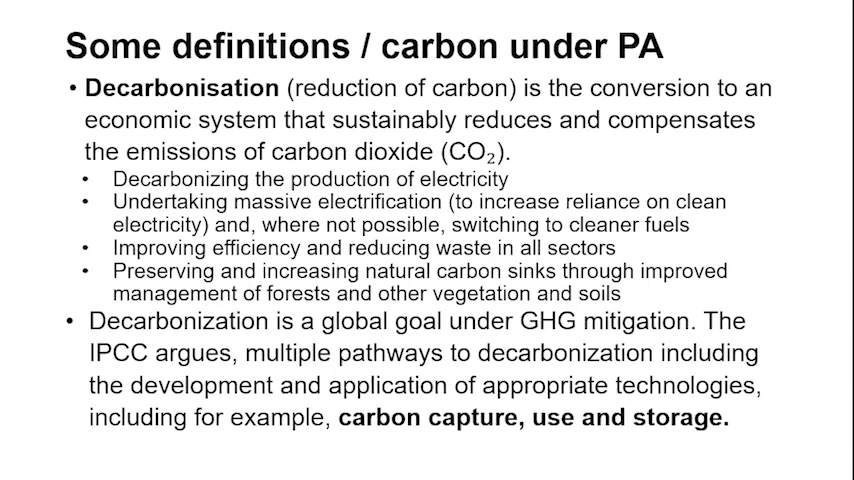 Some definitions / carbon under PA
• Decarbonisation (reduction of carbon) is the conversion to an
economic system that sustainably reduces and compensates
the emissions of carbon dioxide (CO₂).
• Decarbonizing the production of electricity
• Undertaking massive electrification (to increase reliance on clean
electricity) and, where not possible, switching to cleaner fuels
• Improving efficiency and reducing waste in all sectors
• Preserving and increasing natural carbon sinks through improved
management of forests and other vegetation and soils
• Decarbonization is a global goal under GHG mitigation. The
IPCC argues, multiple pathways to decarbonization including
the development and application of appropriate technologies,
including for example, carbon capture, use and storage.